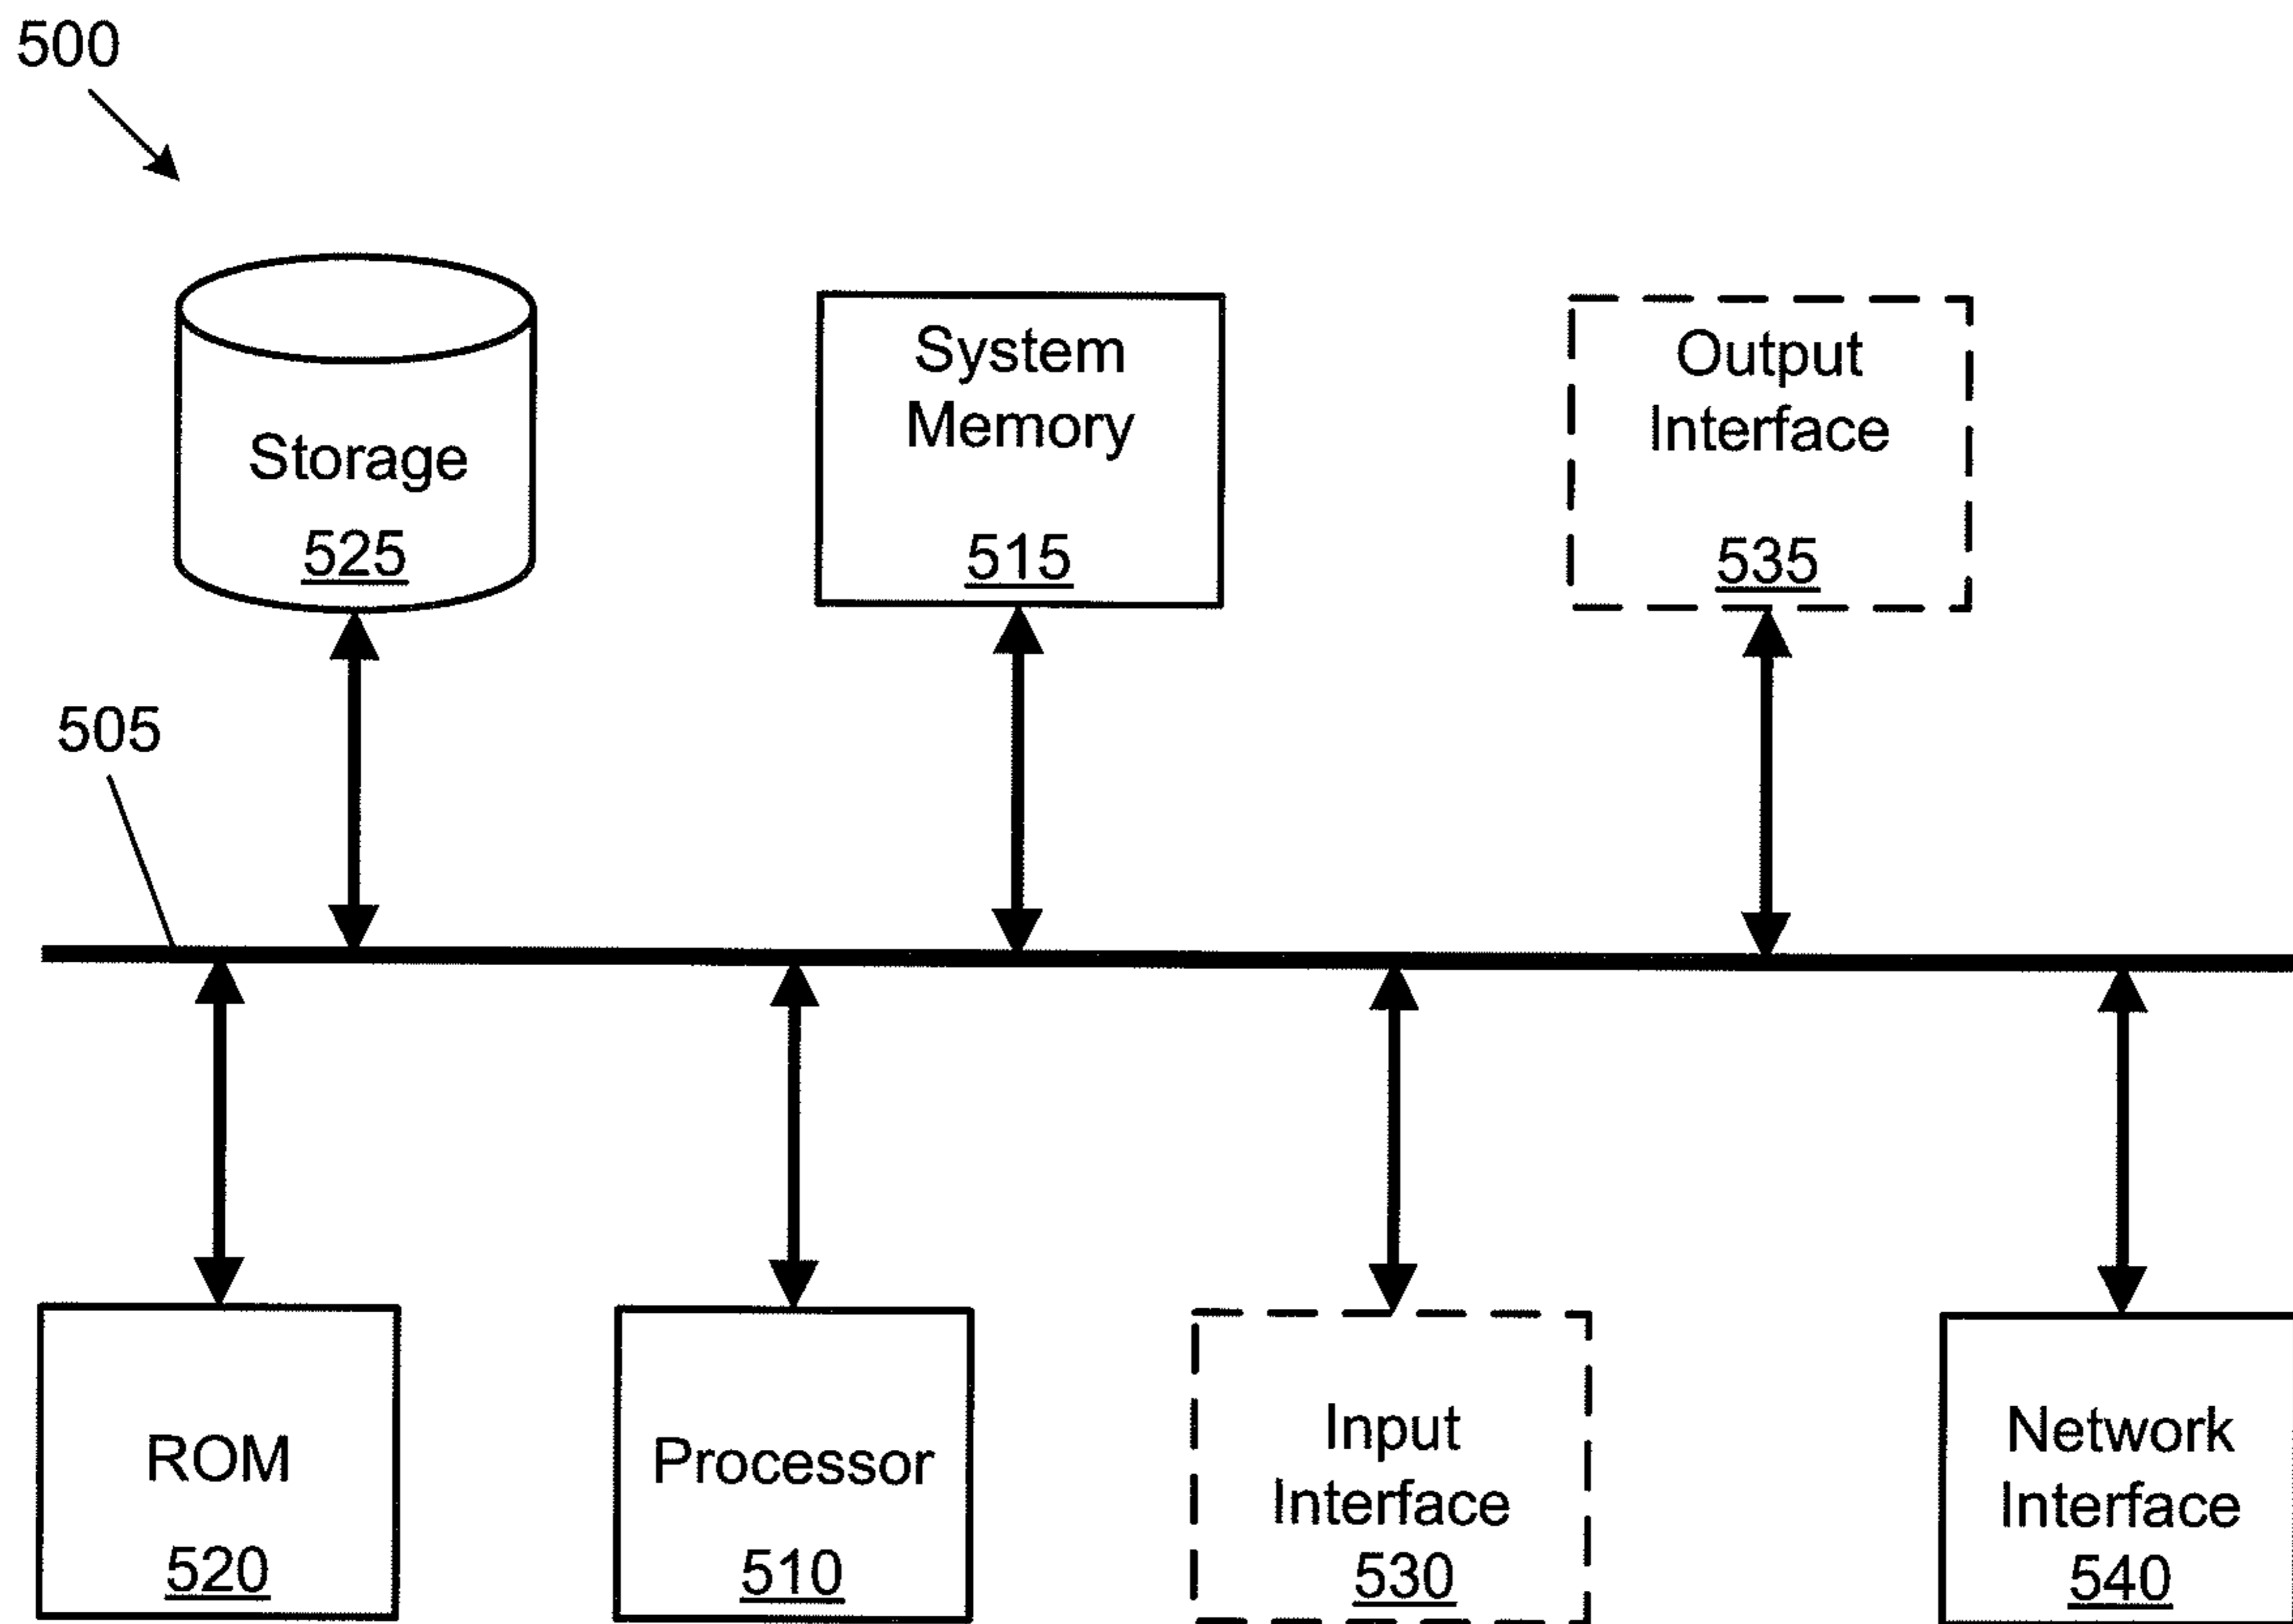 500
Storage
525
System
Memory
515
Output
Interface
535
505
ROM
520
Processor
510
Input
Interface
530
Network
Interface
540